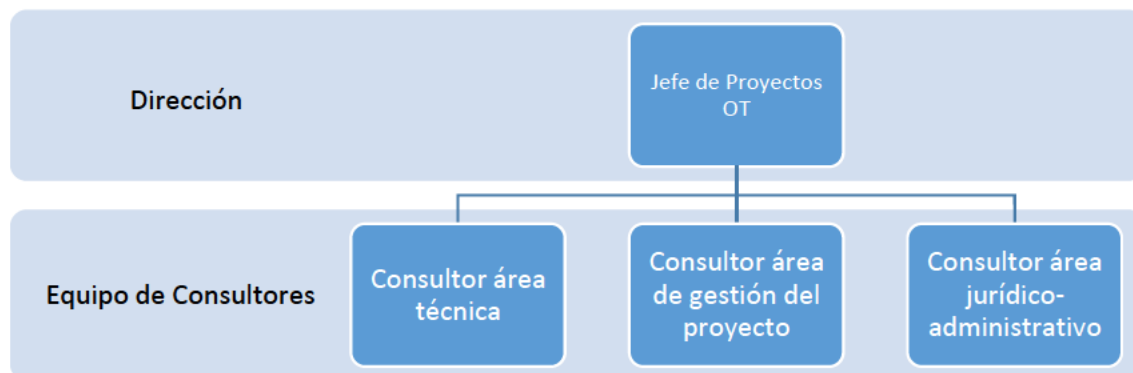 Dirección
Jefe de Proyectos
OT
Equipo de Consultores
Consultor área
técnica
Consultor área
de gestión del
proyecto
Consultor área
jurídico-
administrativo